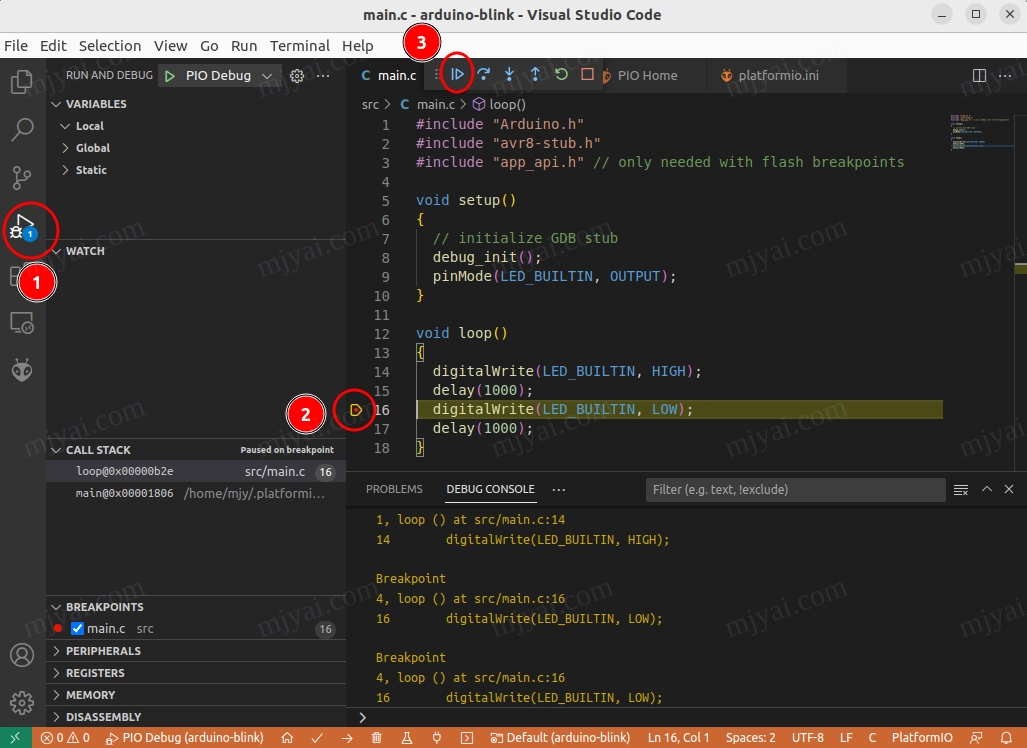 main.c - arduino-blink - Visual Studio Code
File Edit Selection View Go Run Terminal Help
3
RUN AND DEBUG PIO Debug ...
C main.c PIO Home platformio.ini ...
src > C main.c > loop()
VARIABLES
Local
Global
Static
1
WATCH
1
1 #include "Arduino.h"
2 #include "avr8-stub.h"
3 #include "app_api.h" // only needed with flash breakpoints
4
5 void setup()
6 {
7 // initialize GDB stub
8 debug_init();
9 pinMode(LED_BUILTIN, OUTPUT);
10 }
11
12 void loop()
13 {
14 digitalWrite(LED_BUILTIN, HIGH);
15 delay(1000);
2
16 digitalWrite(LED_BUILTIN, LOW);
17 delay(1000);
18 }
CALL STACK Paused on breakpoint
loop@0x00000b2e src/main.c 16
main@0x00001806 /home/mjy/.platformi...
BREAKPOINTS
main.c src 16
PERIPHERALS
REGISTERS
MEMORY
DISASSEMBLY
PROBLEMS DEBUG CONSOLE ... Filter (e.g. text, !exclude)
1, loop () at src/main.c:14
14 digitalWrite(LED_BUILTIN, HIGH);
Breakpoint
4, loop () at src/main.c:16
16 digitalWrite(LED_BUILTIN, LOW);
Breakpoint
4, loop () at src/main.c:16
16 digitalWrite(LED_BUILTIN, LOW);
>
0 0 PIO Debug (arduino-blink) Default (arduino-blink) Ln 16, Col 1 Spaces: 2 UTF-8 LF C PlatformIO
mjyai.com